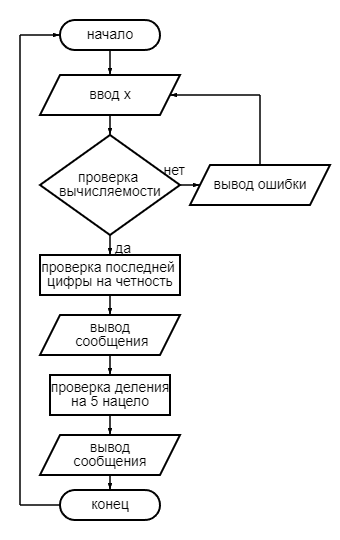 начало
ввод x
проверка
вычисляемости
нет
вывод ошибки
да
проверка последней
цифры на четность
вывод
сообщения
проверка деления
на 5 нацело
вывод
сообщения
конец